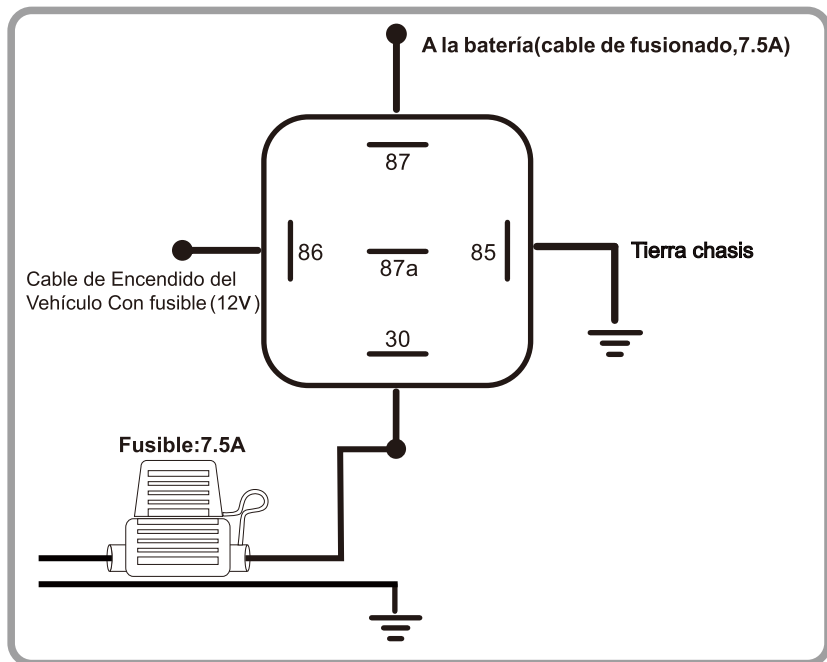 A la batería(cable de fusionado,7.5A)
87
86
87a
85
Tierra chasis
Cable de Encendido del
Vehículo Con fusible(12V)
30
Fusible:7.5A